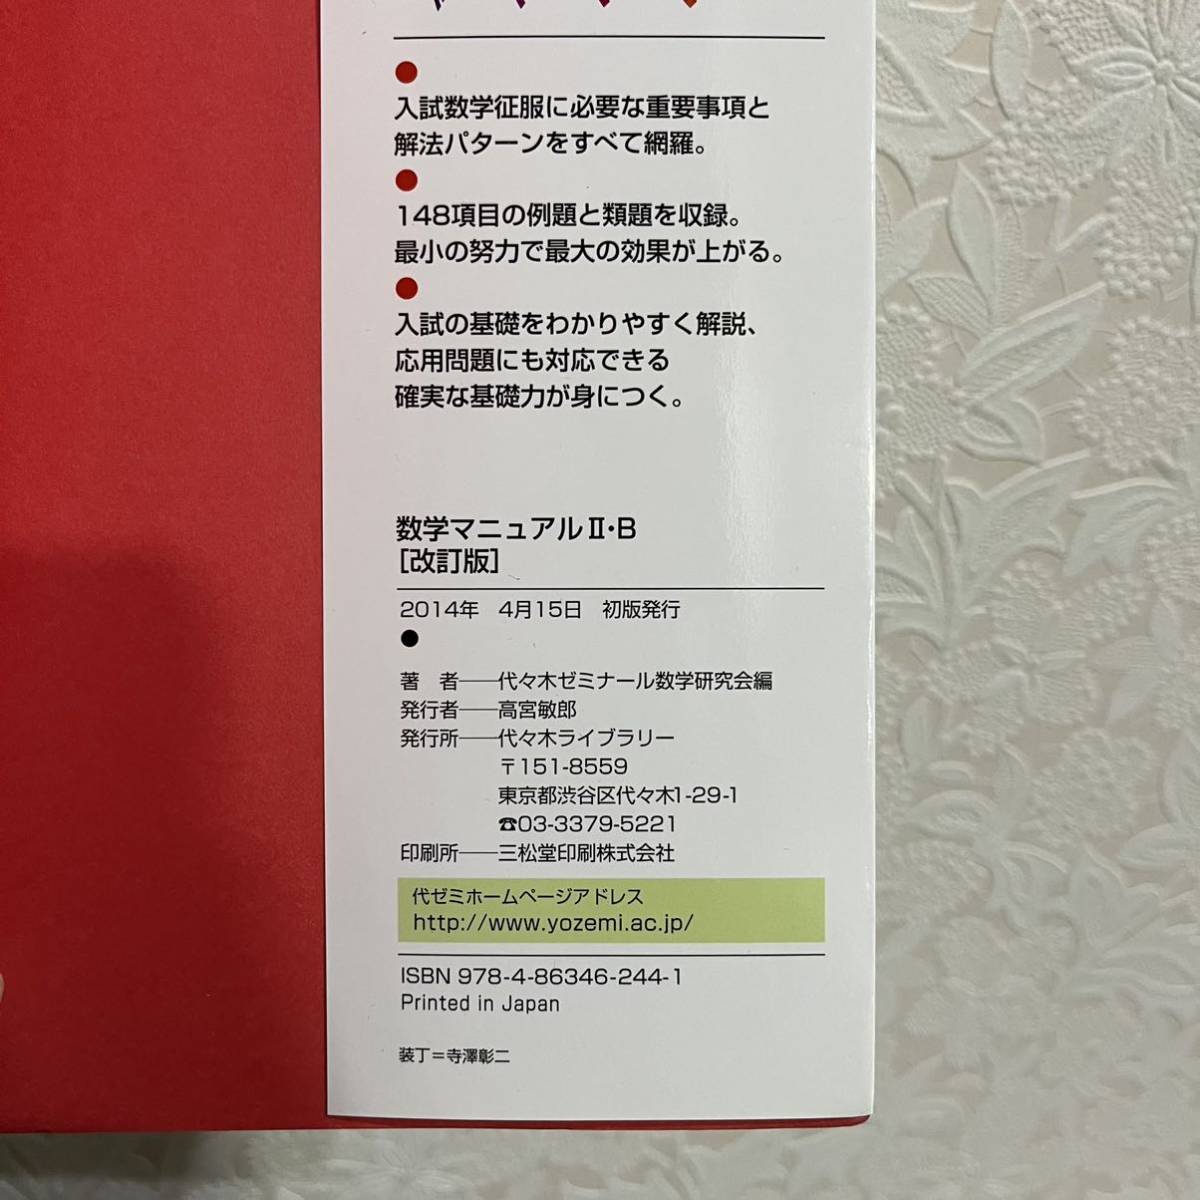 入試数学征服に必要な重要事項と
解法パターンをすべて網羅。
148項目の例題と類題を収録。
最小の努力で最大の効果が上がる。
入試の基礎をわかりやすく解説、
応用問題にも対応できる
確実な基礎力が身につく。
数学マニュアルⅡ・B
[改訂版]
2014年　4月15日　初版発行
著　者──代々木ゼミナール数学研究会編
発行者──高宮敏郎
発行所──代々木ライブラリー
〒151-8559
東京都渋谷区代々木1-29-1
☎03-3379-5221
印刷所──三松堂印刷株式会社
代ゼミホームページアドレス
http://www.yozemi.ac.jp/
ISBN 978-4-86346-244-1
Printed in Japan
装丁＝寺澤彰二